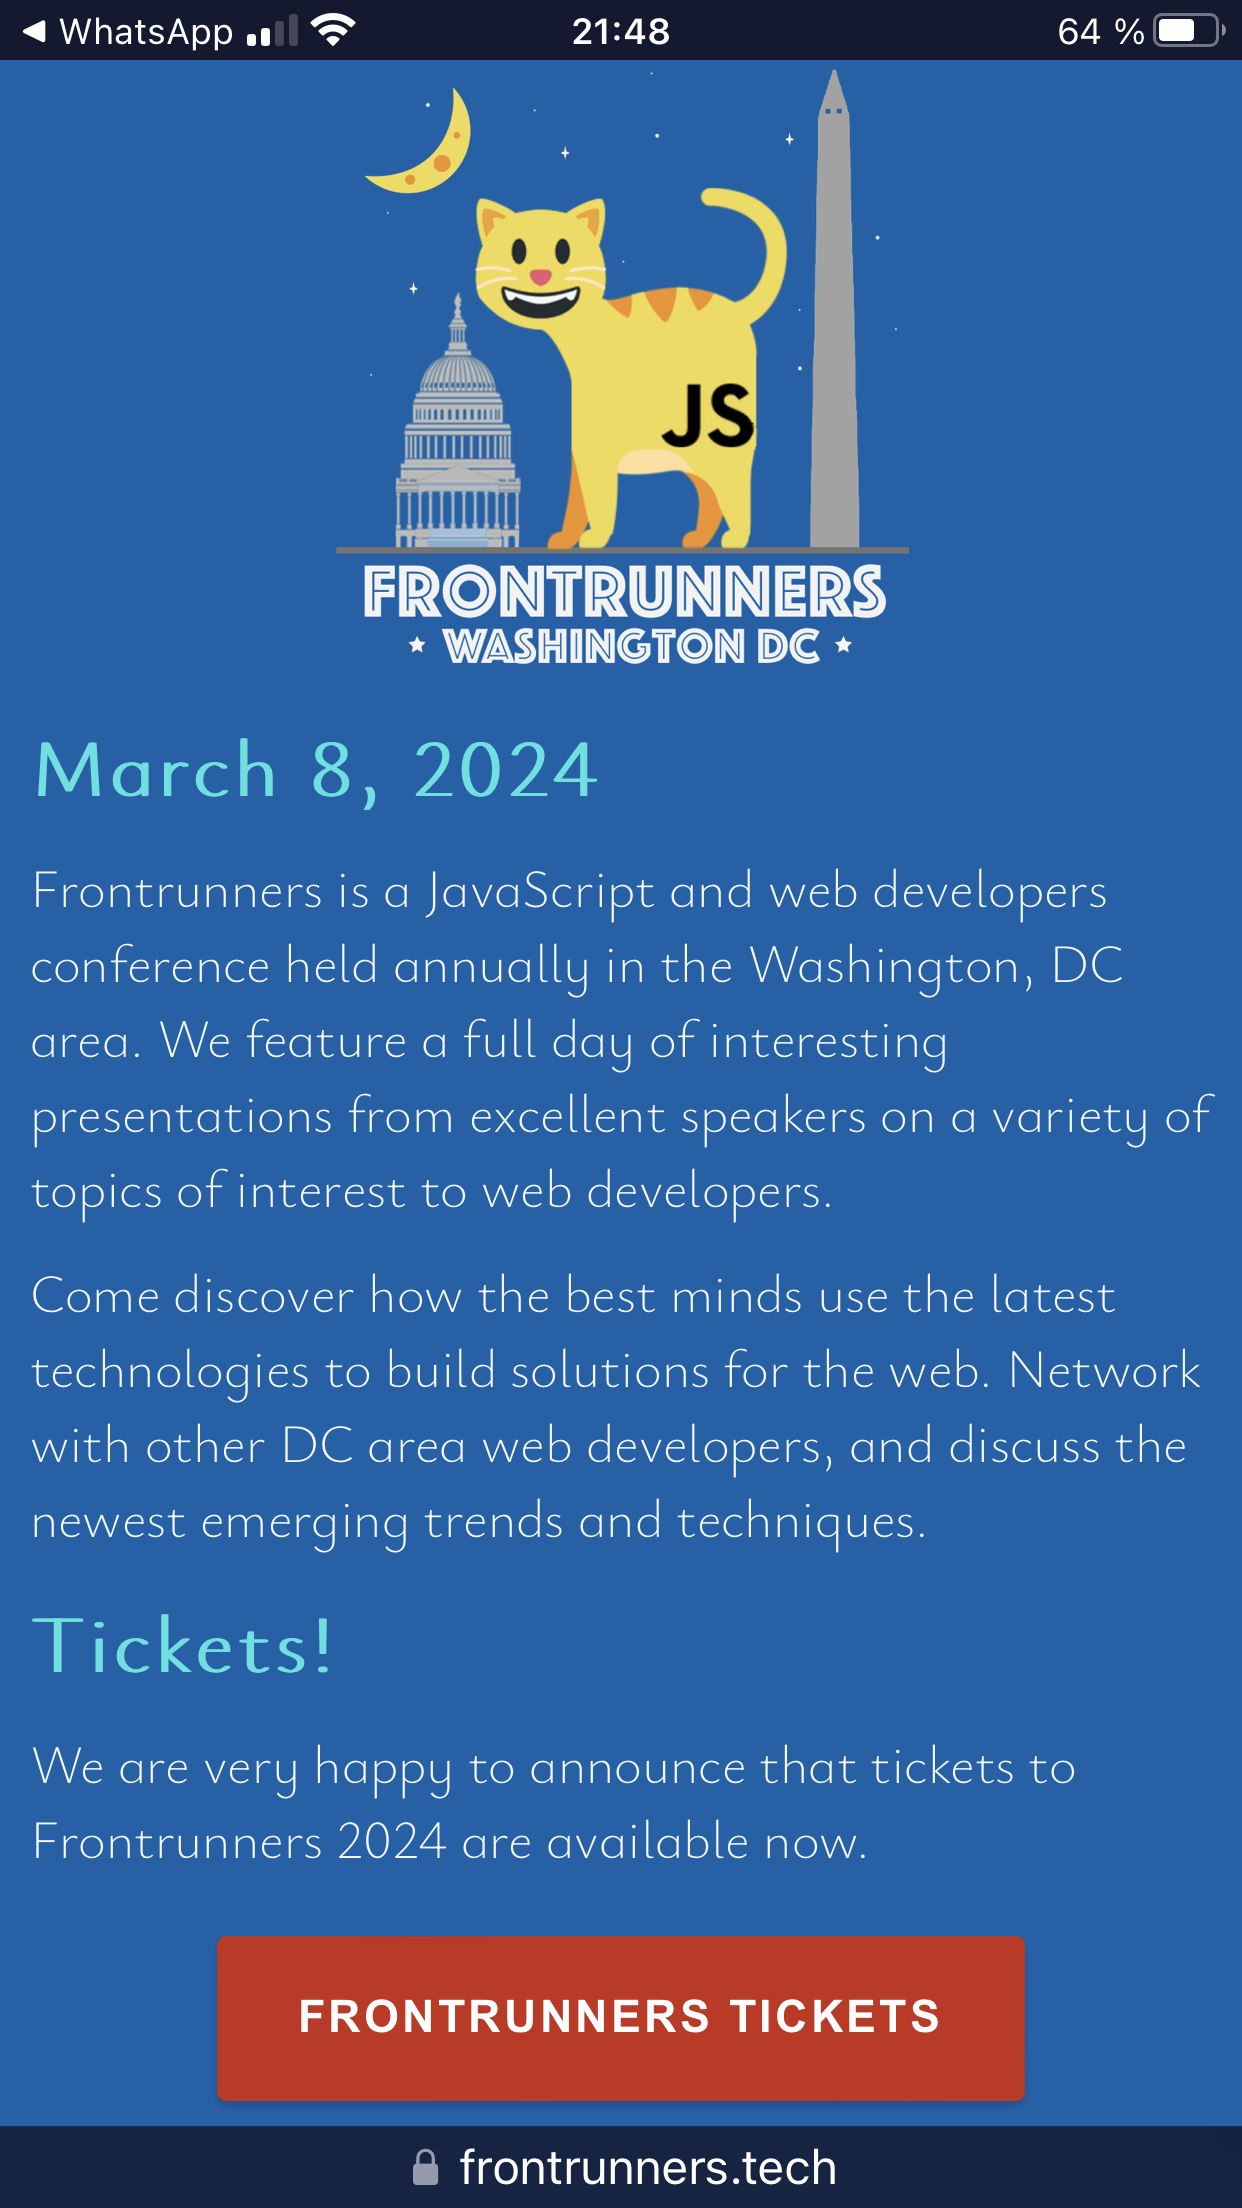 WhatsApp 21:48 64 %
JS
FRONTRUNNERS
WASHINGTON DC
March 8, 2024
Frontrunners is a JavaScript and web developers
conference held annually in the Washington, DC
area. We feature a full day of interesting
presentations from excellent speakers on a variety of
topics of interest to web developers.
Come discover how the best minds use the latest
technologies to build solutions for the web. Network
with other DC area web developers, and discuss the
newest emerging trends and techniques.
Tickets!
We are very happy to announce that tickets to
Frontrunners 2024 are available now.
FRONTRUNNERS TICKETS
frontrunners.tech